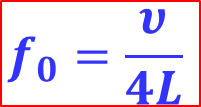 f₀ = υ / 4L